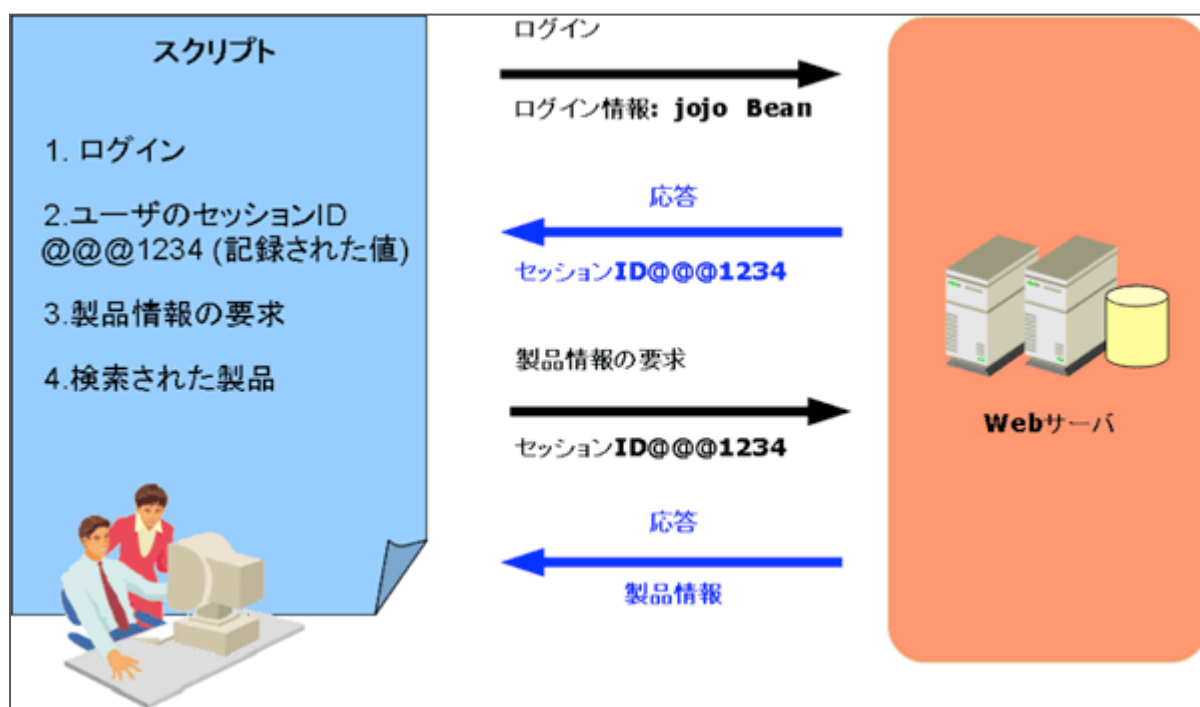 スクリプト
1. ログイン
2.ユーザのセッションID
@@@1234 (記録された値)
3.製品情報の要求
4.検索された製品
ログイン
ログイン情報: jojo Bean
応答
セッションID@@@1234
製品情報の要求
セッションID@@@1234
応答
製品情報
Webサーバ